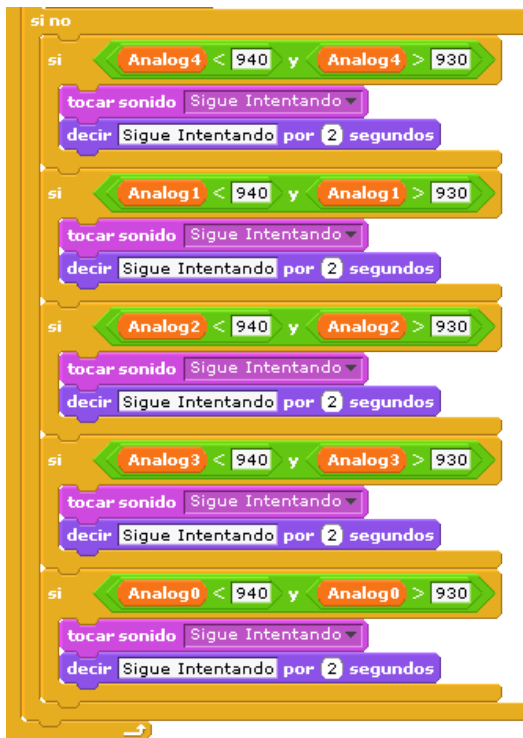 si no
si Analog4 < 940 y Analog4 > 930
tocar sonido Sigue Intentando
decir Sigue Intentando por 2 segundos
si Analog1 < 940 y Analog1 > 930
tocar sonido Sigue Intentando
decir Sigue Intentando por 2 segundos
si Analog2 < 940 y Analog2 > 930
tocar sonido Sigue Intentando
decir Sigue Intentando por 2 segundos
si Analog3 < 940 y Analog3 > 930
tocar sonido Sigue Intentando
decir Sigue Intentando por 2 segundos
si Analog0 < 940 y Analog0 > 930
tocar sonido Sigue Intentando
decir Sigue Intentando por 2 segundos